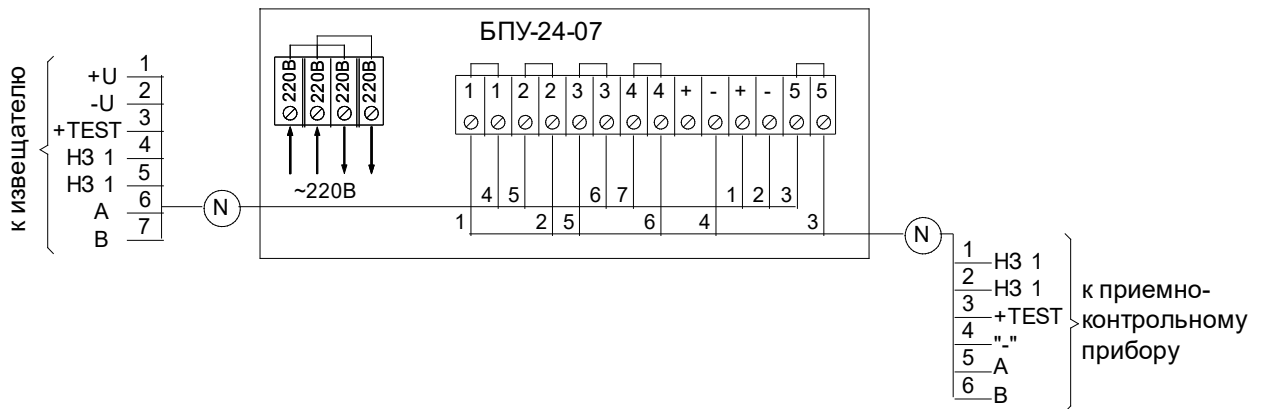 БПУ-24-07
220В 220В 220В 220В
~220В
1 1 2 2 3 3 4 4 + - + - 5 5
4 5 6 7 1 2 3
1 2 5 6 4 3
к извещателю
+U 1
-U 2
+TEST 3
НЗ 1 4
НЗ 1 5
A 6
B 7
N
N
1 НЗ 1
2 НЗ 1
3 +TEST
4 "-"
5 A
6 B
к приемно-
контрольному
прибору